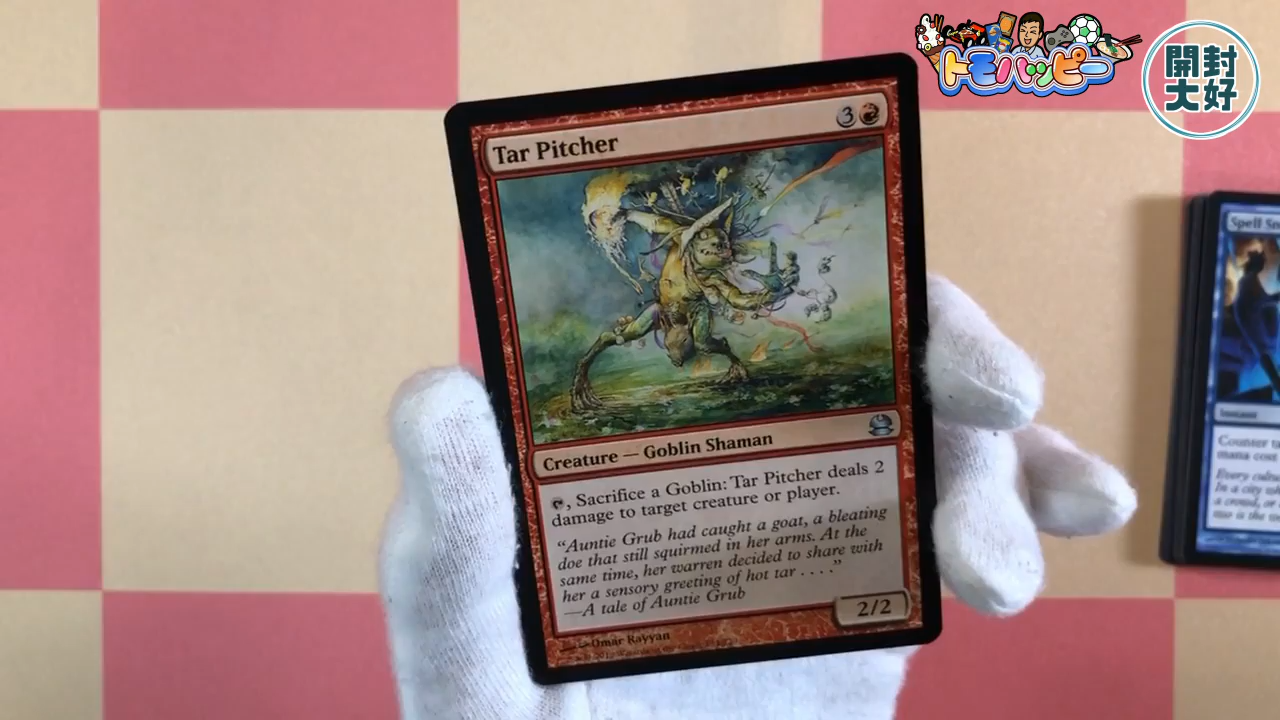 トモハッピー
開封
大好
Tar Pitcher
3
Creature — Goblin Shaman
, Sacrifice a Goblin: Tar Pitcher deals 2
damage to target creature or player.
“Auntie Grub had caught a goat, a bleating
doe that still squirmed in her arms. At the
same time, her warren decided to share with
her a sensory greeting of hot tar . . . .”
—A tale of Auntie Grub
2/2
Omar Rayyan
Spell
Instant
Counter
mana cost
Every
In a city
a crowd, or
is the